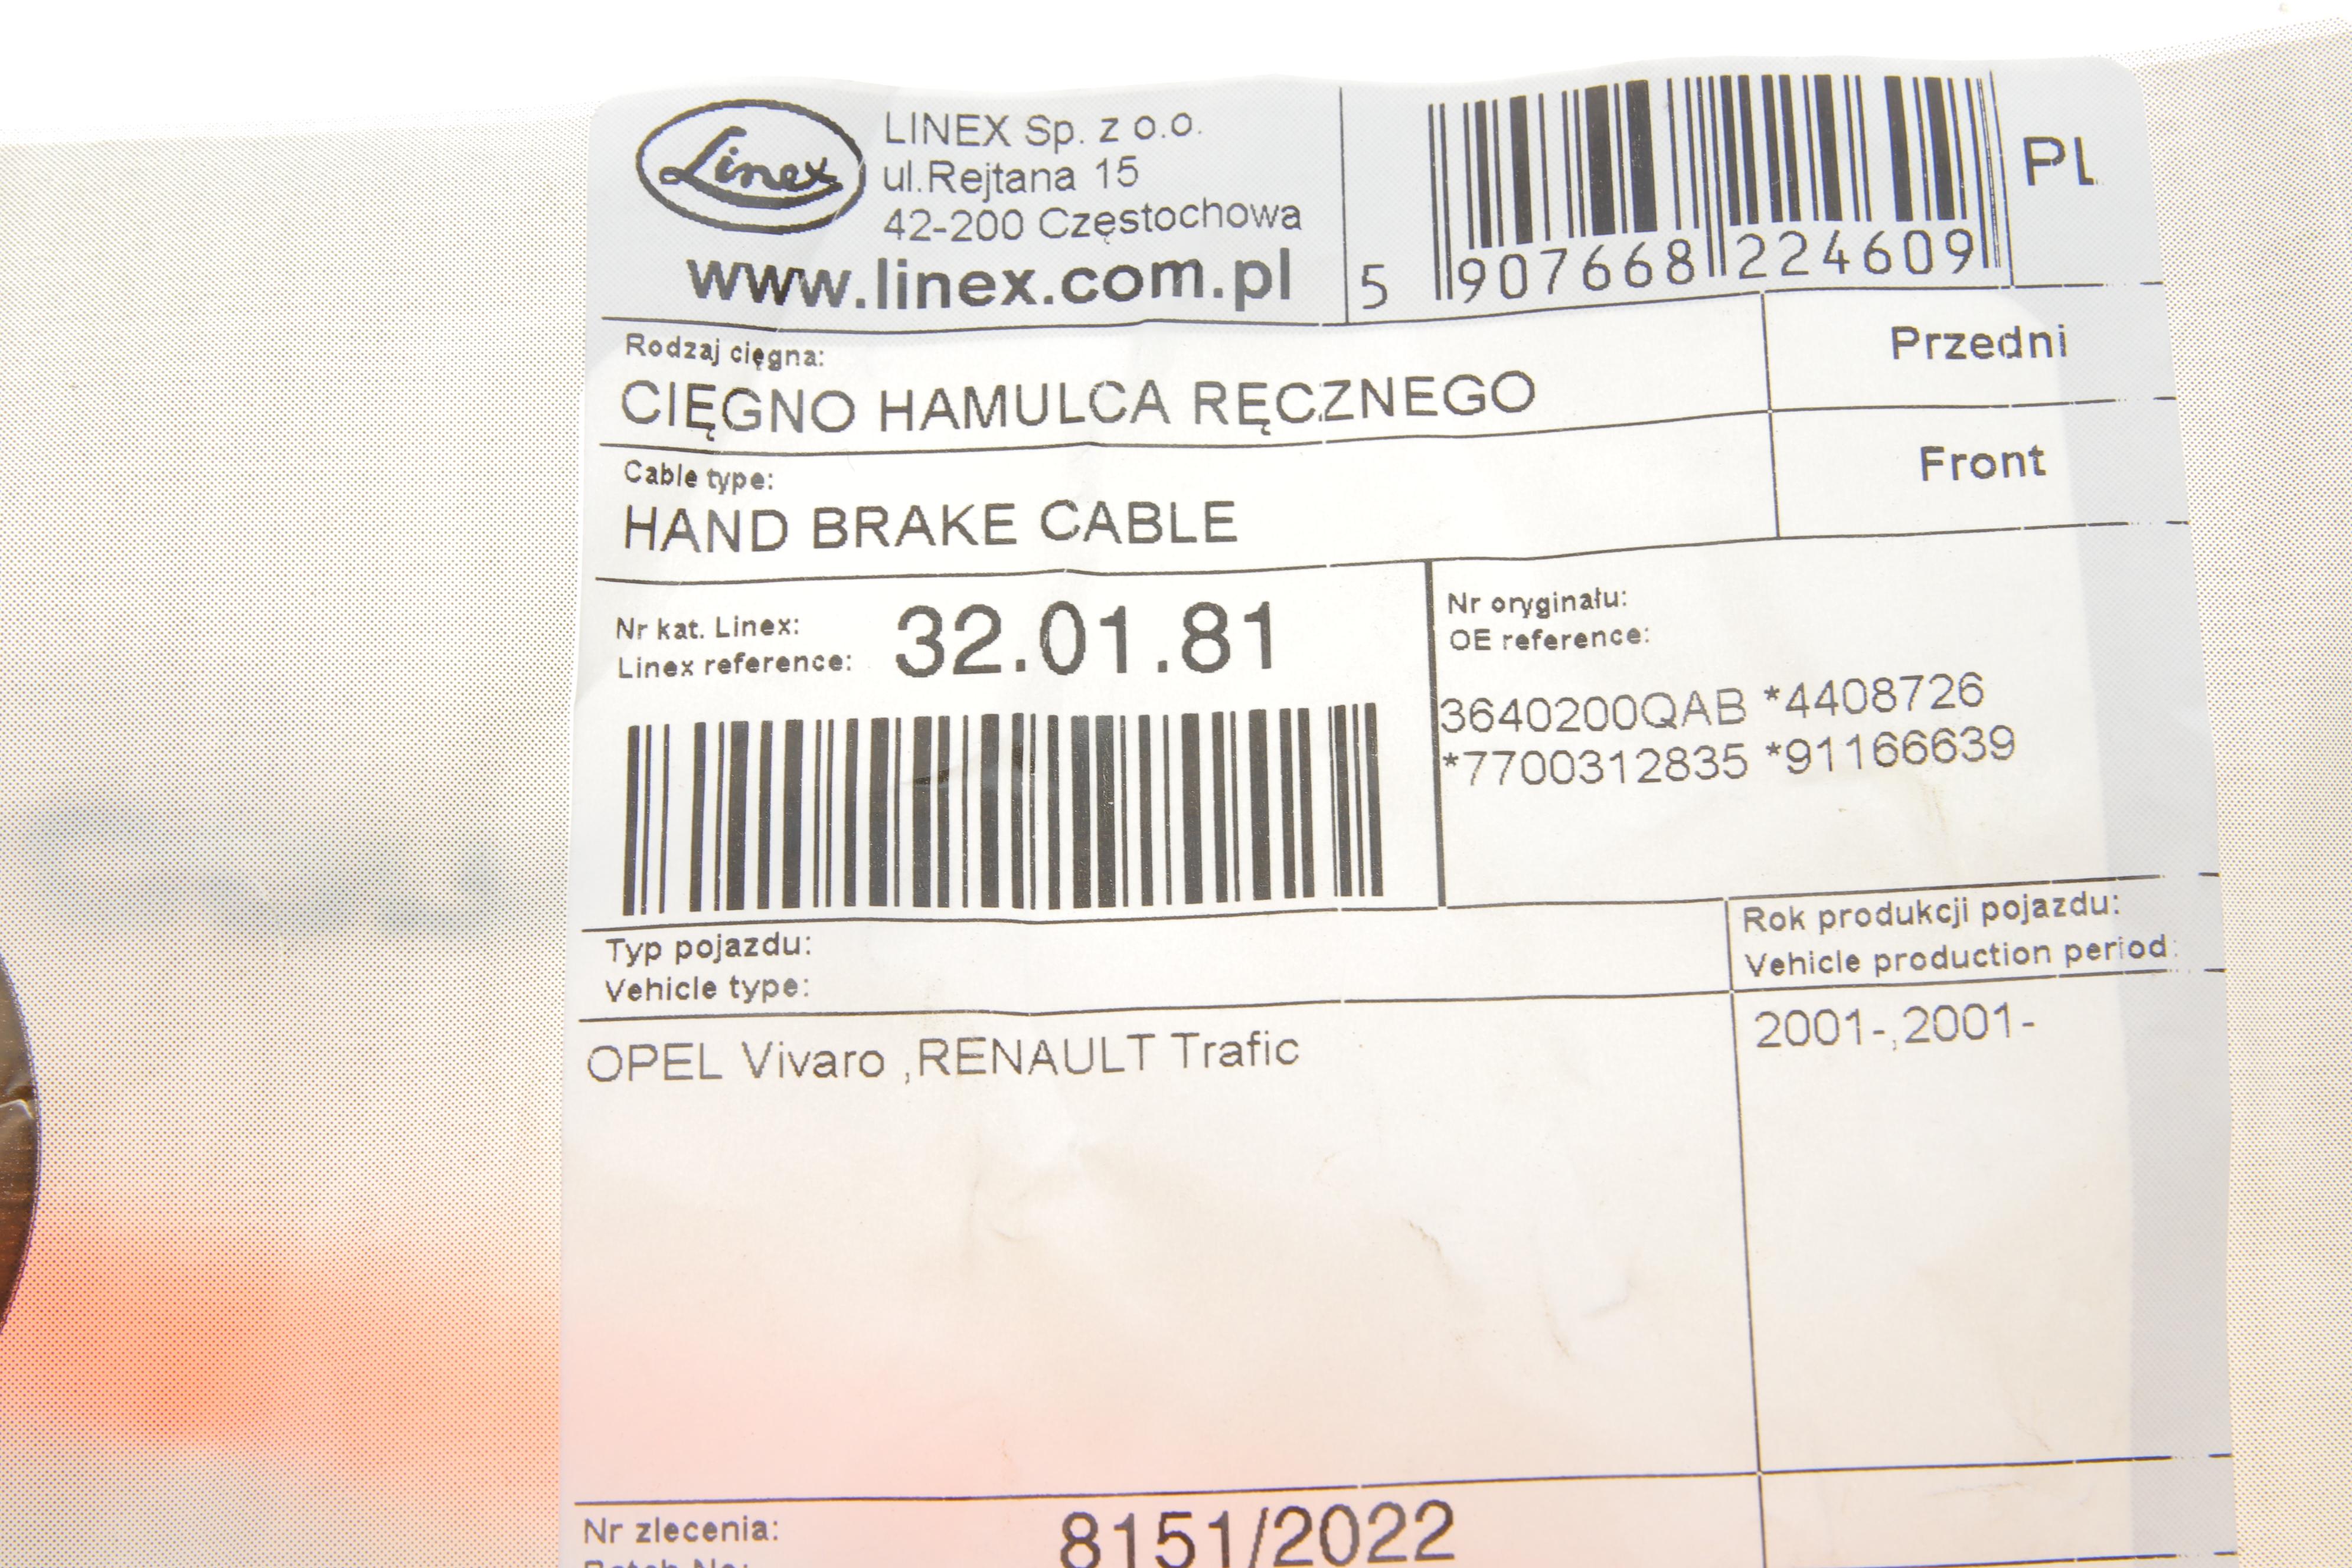 Linex
LINEX Sp. z o.o.
ul.Rejtana 15
42-200 Częstochowa
www.linex.com.pl
5 907668 224609
PL
Rodzaj cięgna:
CIĘGNO HAMULCA RĘCZNEGO
Przedni
Cable type:
HAND BRAKE CABLE
Front
Nr kat. Linex:
Linex reference:
32.01.81
Nr oryginału:
OE reference:
3640200QAB *4408726
*7700312835 *91166639
Typ pojazdu:
Vehicle type:
Rok produkcji pojazdu:
Vehicle production period:
OPEL Vivaro ,RENAULT Trafic
2001-,2001-
Nr zlecenia:
Batch No:
8151/2022